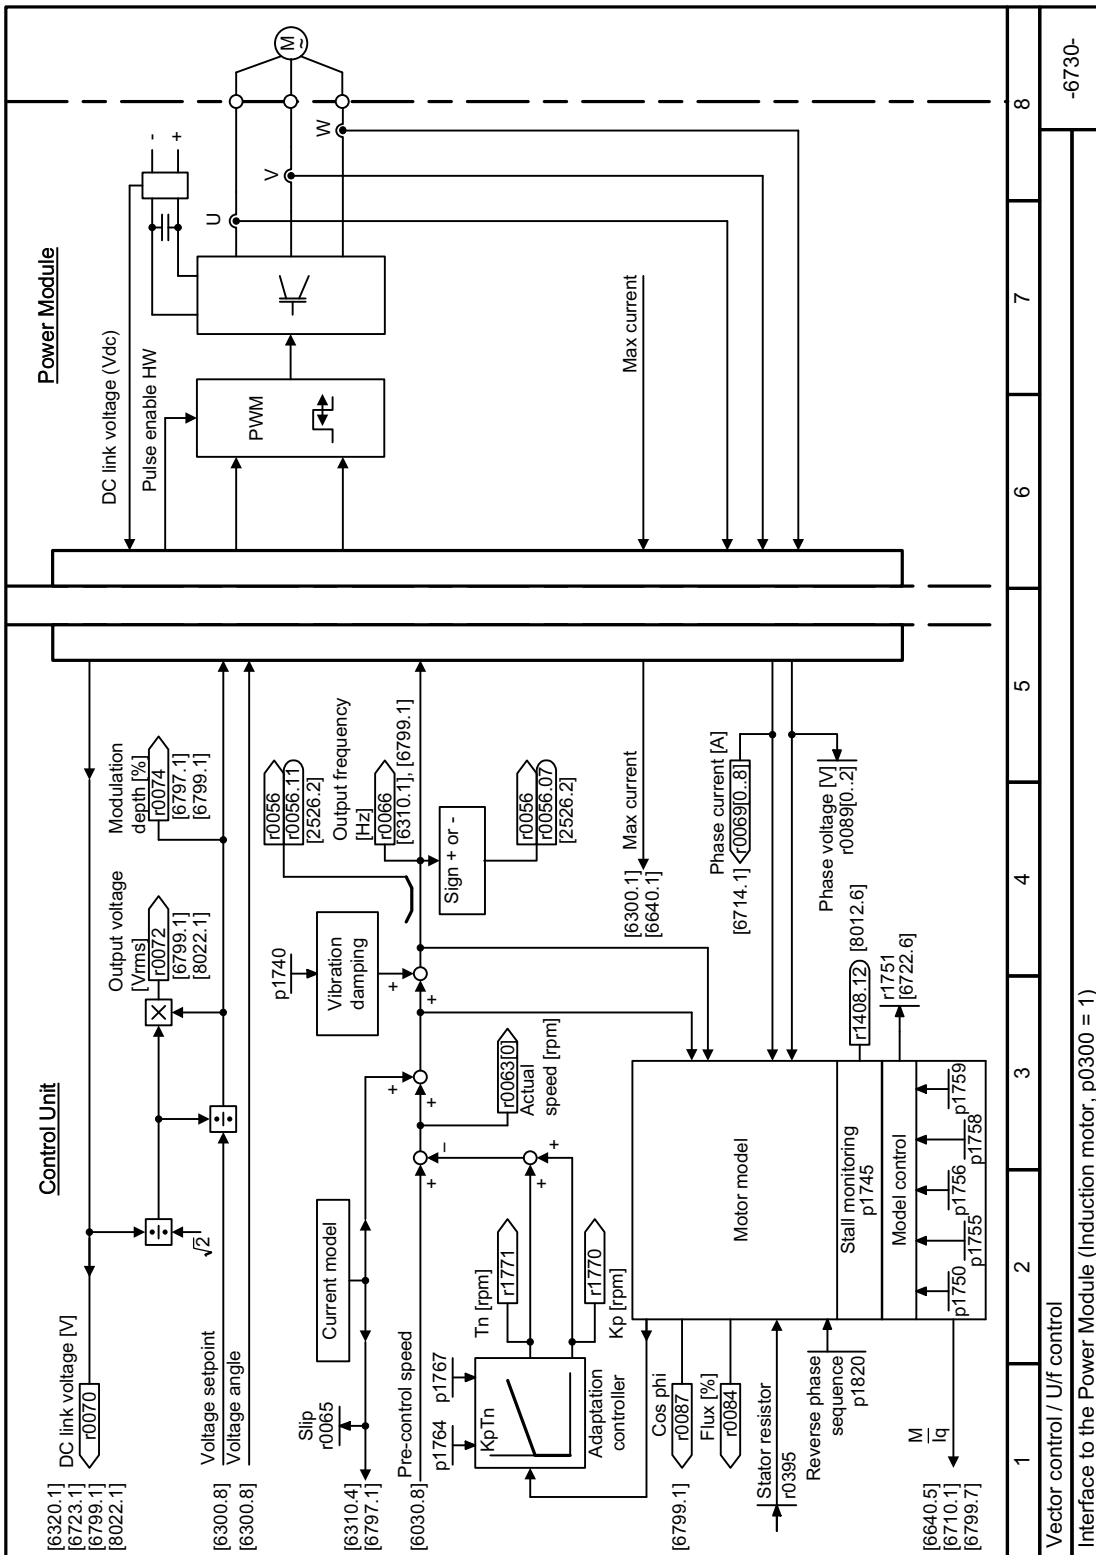 Control Unit
Power Module
[6320.1]
[6723.1]
[6799.1]
[8022.1]
DC link voltage [V]
r0070
√2
Output voltage
[Vrms]
r0072
[6799.1]
[8022.1]
Modulation
depth [%]
r0074
[6797.1]
[6799.1]
Voltage setpoint
Voltage angle
[6300.8]
[6300.8]
Slip
r0065
[6310.4]
[6797.1]
Current model
p1740
Vibration
damping
r0056
r0056.11
[2526.2]
Output frequency
[Hz]
r0066
[6310.1], [6799.1]
Pre-control speed
[6030.8]
+
–
+
+
+
+
r0063[0]
Actual
speed [rpm]
Sign + or -
r0056
r0056.07
[2526.2]
p1764
p1767
KpTn
Adaptation
controller
Tn [rpm]
r1771
r1770
Kp [rpm]
+
+
Max current
[6300.1]
[6640.1]
Cos phi
r0087
[6799.1]
Flux [%]
r0084
Stator resistor
r0395
Reverse phase
sequence
p1820
M
Iq
[6640.5]
[6710.1]
[6799.7]
Motor model
Stall monitoring
p1745
Model control
p1750
p1755
p1756
p1758
p1759
r1408.12
[8012.6]
r1751
[6722.6]
Phase current [A]
r0069[0..8]
[6714.1]
Phase voltage [V]
r0089[0..2]
DC link voltage (Vdc)
Pulse enable HW
PWM
-
+
U
V
W
M
~
Max current
1
2
3
4
5
6
7
8
Vector control / U/f control
Interface to the Power Module (Induction motor, p0300 = 1)
-6730-